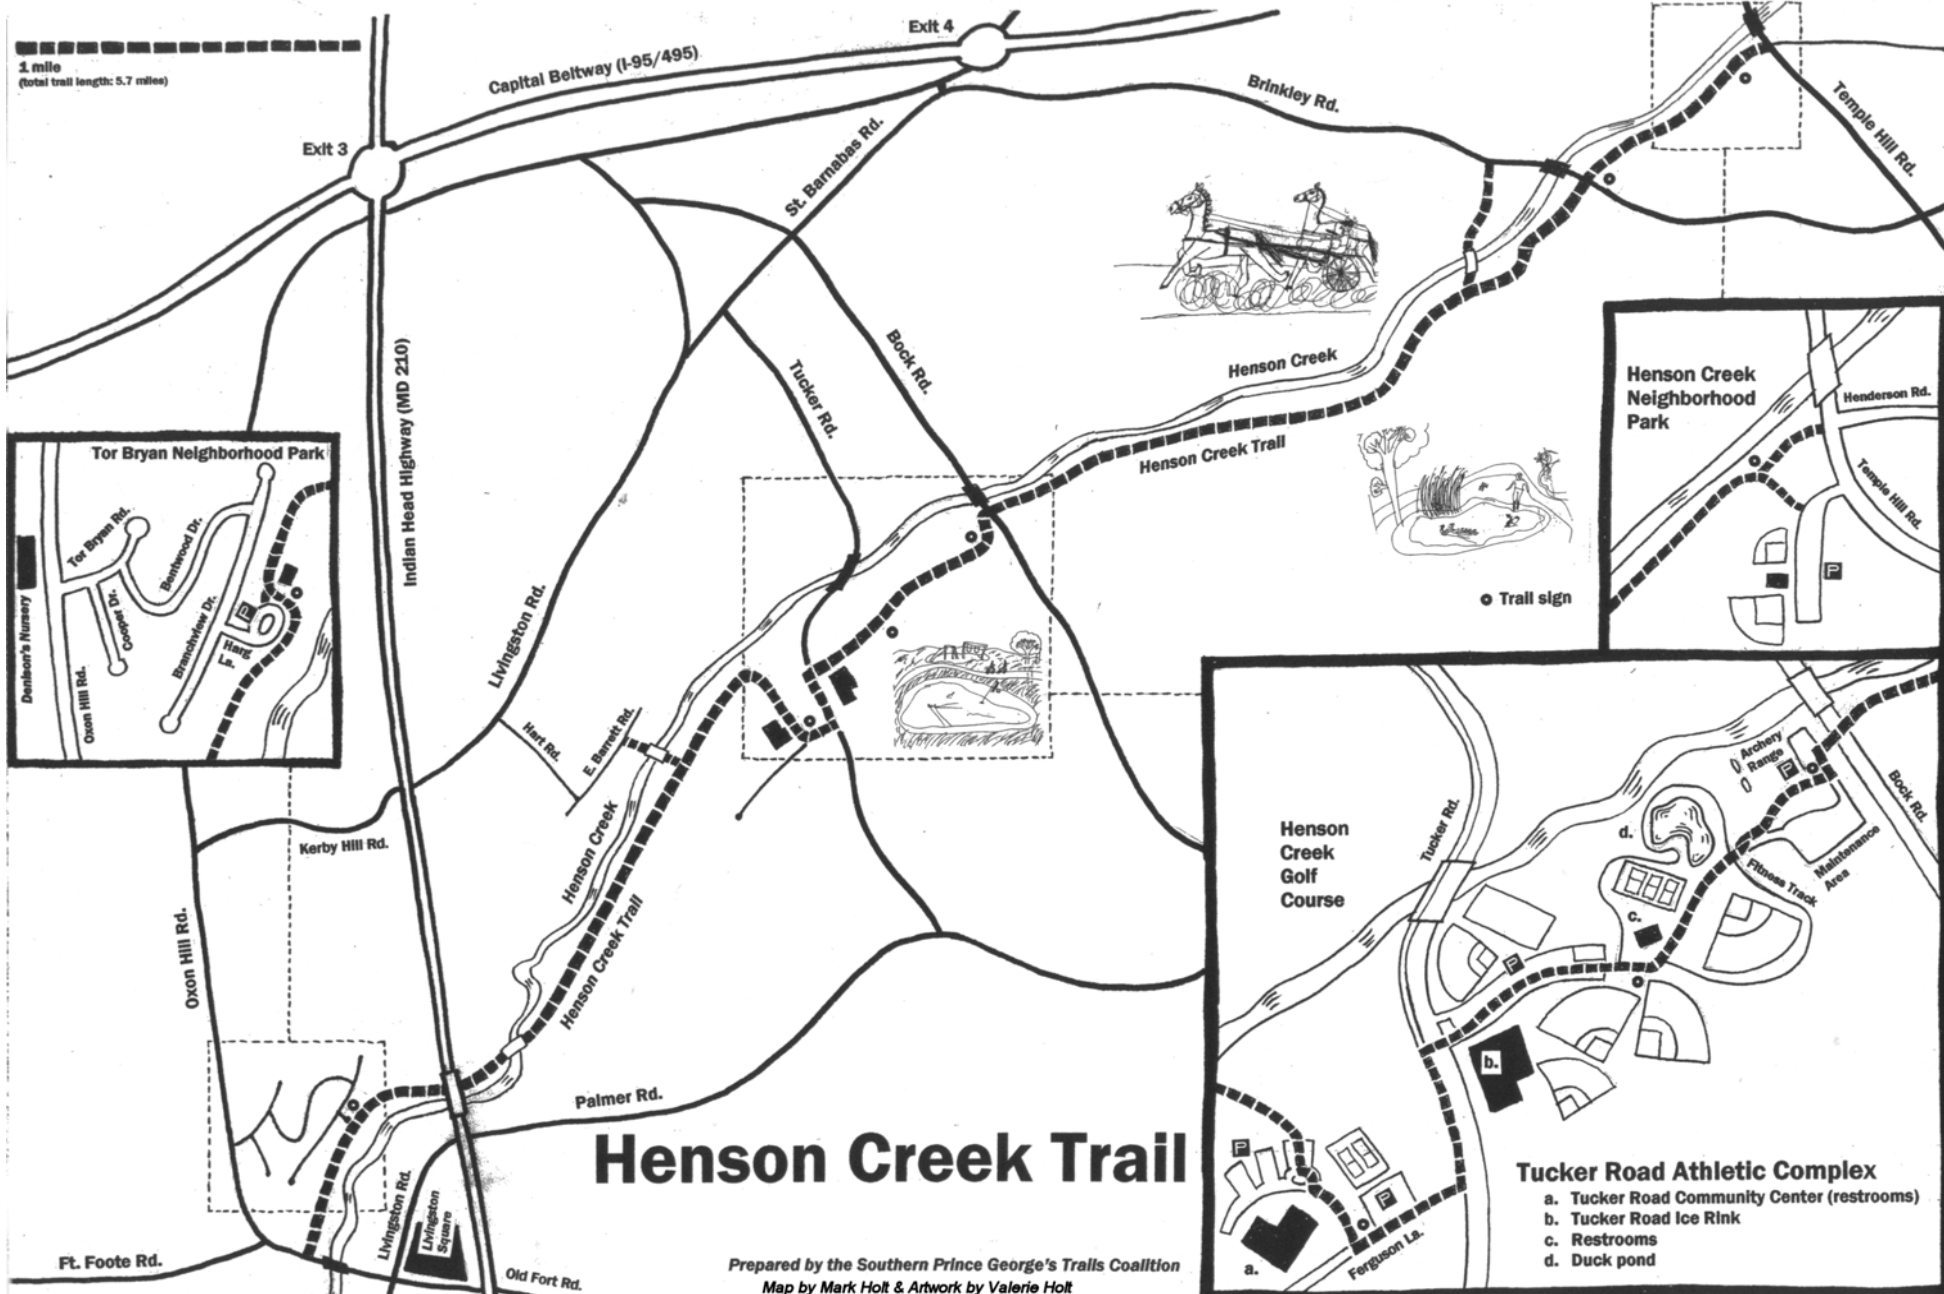 1 mile
(total trail length: 5.7 miles)
Exit 4
Capital Beltway (I-95/495)
Exit 3
Brinkley Rd.
Temple Hill Rd.
St. Barnabas Rd.
Indian Head Highway (MD 210)
Tucker Rd.
Bock Rd.
Henson Creek
Henson Creek Trail
Trail sign
Henson Creek
Neighborhood
Park
Henderson Rd.
Temple Hill Rd.
P
Tor Bryan Neighborhood Park
Tor Bryan Rd.
Bentwood Dr.
Cooper Dr.
Branchview Dr.
P
Harg
La.
Denison's Nursery
Oxon Hill Rd.
Livingston Rd.
Hart Rd.
E. Barrett Rd.
Kerby Hill Rd.
Henson Creek
Henson Creek Trail
Oxon Hill Rd.
Palmer Rd.
Livingston Rd.
Livingston
Square
Ft. Foote Rd.
Old Fort Rd.
Henson Creek Trail
Prepared by the Southern Prince George's Trails Coalition
Map by Mark Holt & Artwork by Valerie Holt
Henson
Creek
Golf
Course
Tucker Rd.
Archery
Range
P
Bock Rd.
d.
Maintenance
Area
Fitness Track
c.
P
b.
P
P
a.
Ferguson La.
Tucker Road Athletic Complex
a. Tucker Road Community Center (restrooms)
b. Tucker Road Ice Rink
c. Restrooms
d. Duck pond